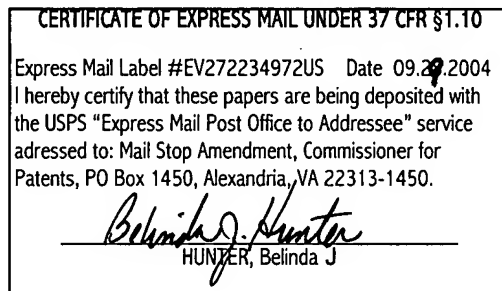 CERTIFICATE OF EXPRESS MAIL UNDER 37 CFR §1.10
Express Mail Label #EV272234972US Date 09.29.2004
I hereby certify that these papers are being deposited with
the USPS "Express Mail Post Office to Addressee" service
adressed to: Mail Stop Amendment, Commissioner for
Patents, PO Box 1450, Alexandria, VA 22313-1450.
Belinda J. Hunter
HUNTER, Belinda J